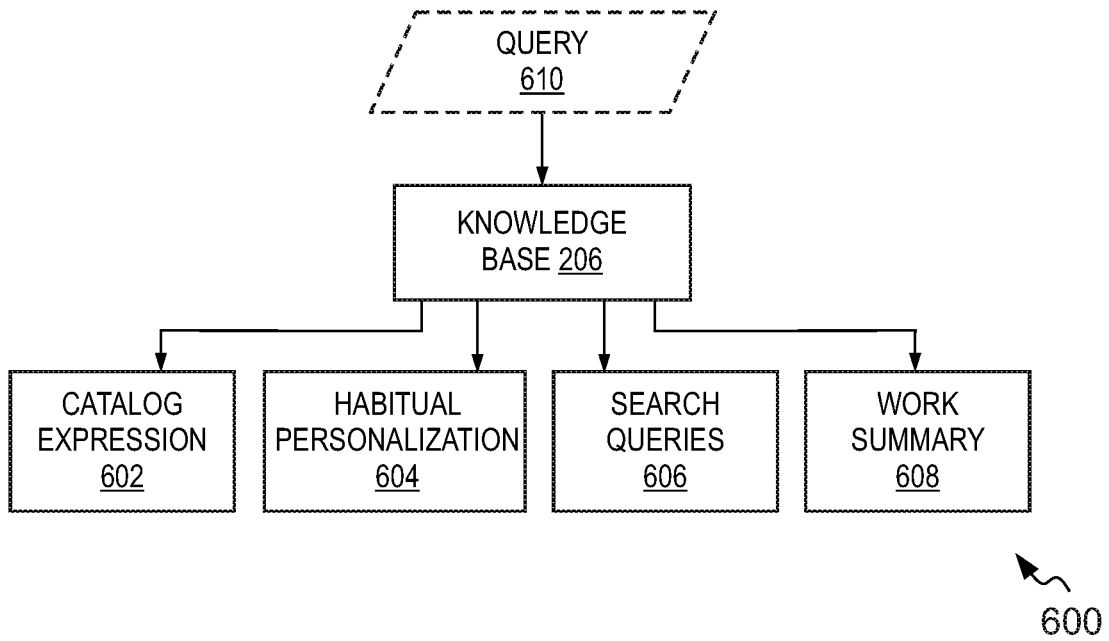 QUERY
610
KNOWLEDGE
BASE 206
CATALOG
EXPRESSION
602
HABITUAL
PERSONALIZATION
604
SEARCH
QUERIES
606
WORK
SUMMARY
608
600